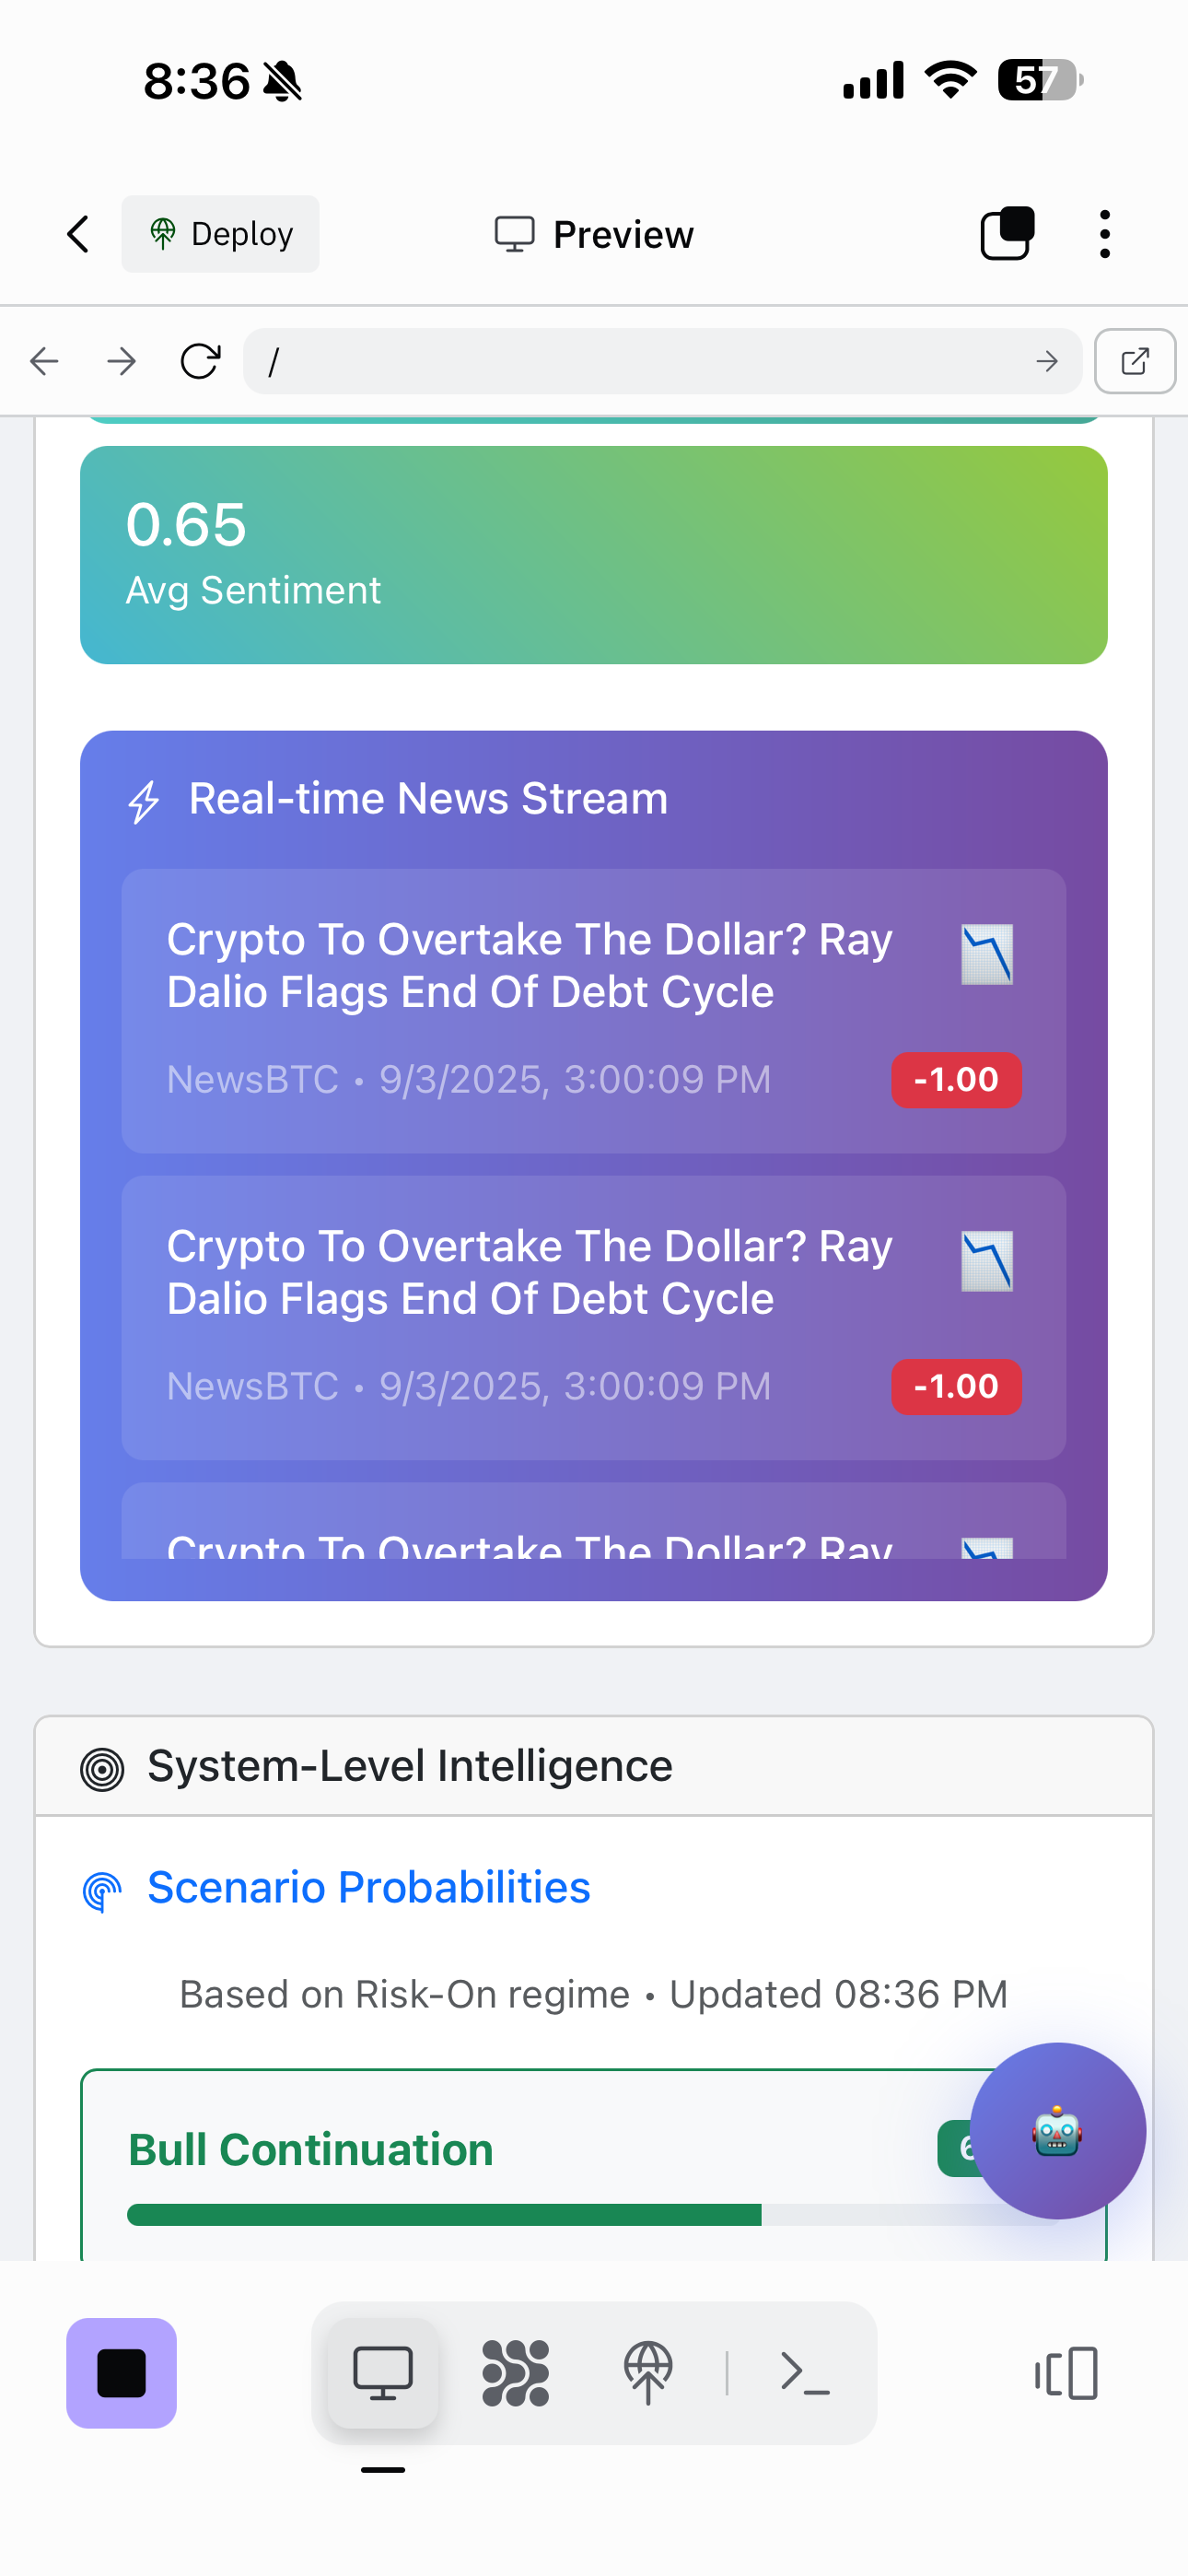 8:36
57
Deploy
Preview
/
0.65
Avg Sentiment
Real-time News Stream
Crypto To Overtake The Dollar? Ray
Dalio Flags End Of Debt Cycle
NewsBTC • 9/3/2025, 3:00:09 PM
-1.00
Crypto To Overtake The Dollar? Ray
Dalio Flags End Of Debt Cycle
NewsBTC • 9/3/2025, 3:00:09 PM
-1.00
Crypto To Overtake The Dollar? Ray
System-Level Intelligence
Scenario Probabilities
Based on Risk-On regime • Updated 08:36 PM
Bull Continuation